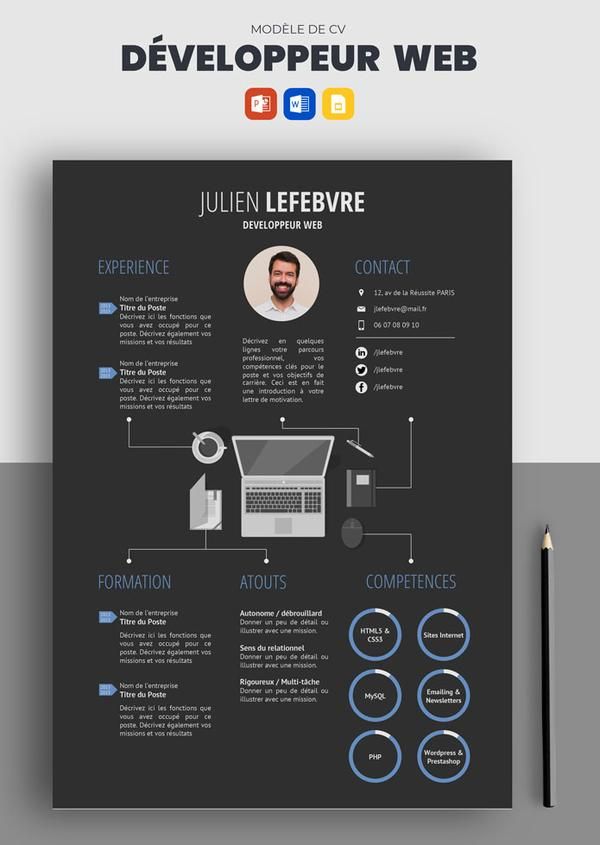 MODÈLE DE CV
DÉVELOPPEUR WEB
JULIEN LEFEBVRE
DEVELOPPEUR WEB
EXPERIENCE
Nom de l'entreprise
Titre du Poste
Décrivez ici les fonctions que
vous avez occupé pour ce
poste. Décrivez également vos
missions et vos résultats
Nom de l'entreprise
Titre du Poste
Décrivez ici les fonctions que
vous avez occupé pour ce
poste. Décrivez également vos
missions et vos résultats
Décrivez en quelques
lignes votre parcours
professionnel, vos
compétences clés pour le
poste et vos objectifs de
carrière. Ceci est en fait
une introduction à votre
lettre de motivation.
CONTACT
12, av de la Réussite PARIS
jlefebvre@mail.fr
06 07 08 09 10
/jlefebvre
/jlefebvre
/jlefebvre
FORMATION
Nom de l'entreprise
Titre du Poste
Décrivez ici les fonctions que
vous avez occupé pour ce
poste. Décrivez également vos
missions et vos résultats
Nom de l'entreprise
Titre du Poste
Décrivez ici les fonctions que
vous avez occupé pour ce
poste. Décrivez également vos
missions et vos résultats
ATOUTS
Autonome / débrouillard
Donner un peu de détail ou
illustrer avec une mission.
Sens du relationnel
Donner un peu de détail ou
illustrer avec une mission.
Rigoureux / Multi-tâche
Donner un peu de détail ou
illustrer avec une mission.
COMPETENCES
HTML5 &
CSS3
Sites Internet
MySQL
Emailing &
Newsletters
PHP
Wordpress &
Prestashop